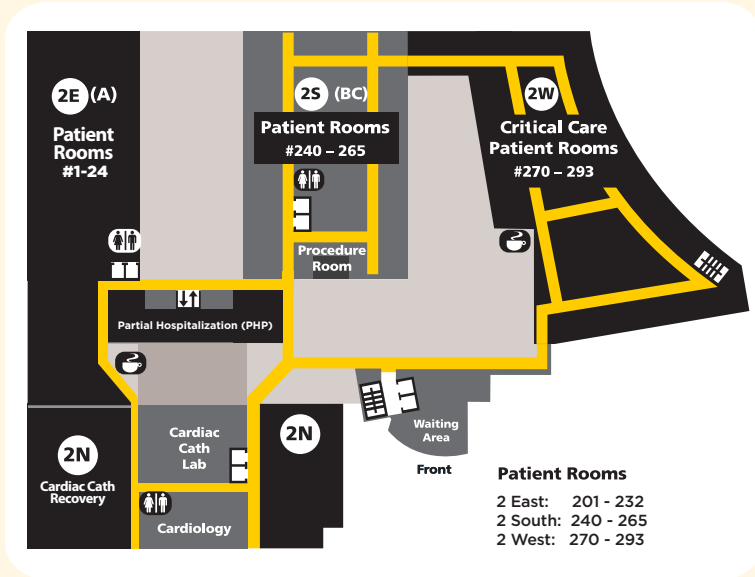 2E (A)
Patient
Rooms
#1-24
2S (BC)
Patient Rooms
#240 – 265
2W
Critical Care
Patient Rooms
#270 – 293
Procedure
Room
Partial Hospitalization (PHP)
Cardiac
Cath
Lab
2N
Cardiac Cath
Recovery
2N
Cardiology
Waiting
Area
Front
Patient Rooms
2 East: 201 - 232
2 South: 240 - 265
2 West: 270 - 293